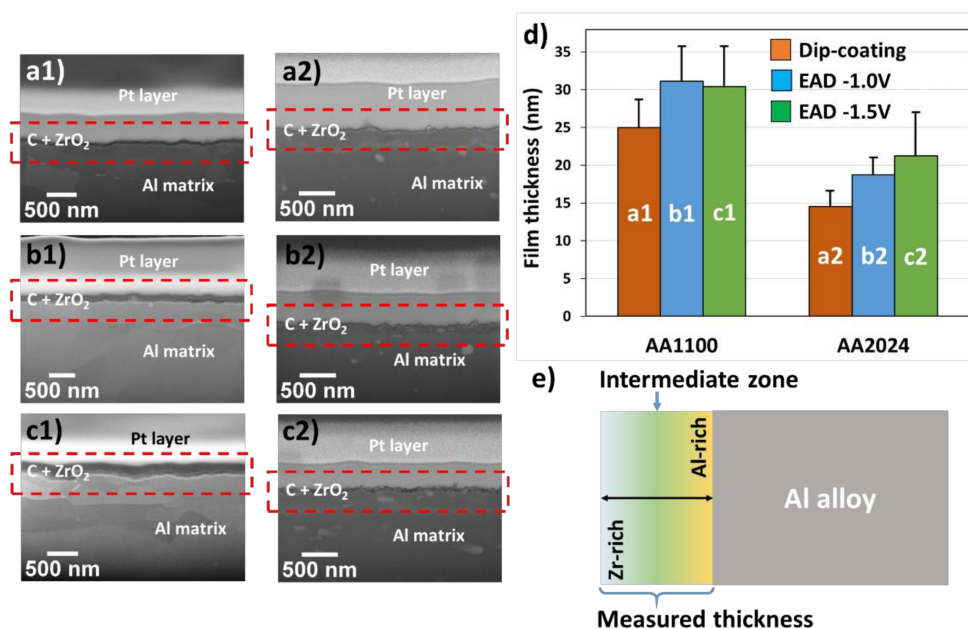 a1)
Pt layer
C + ZrO₂
Al matrix
500 nm
a2)
Pt layer
C + ZrO₂
Al matrix
500 nm
b1)
Pt layer
C + ZrO₂
Al matrix
500 nm
b2)
Pt layer
C + ZrO₂
Al matrix
500 nm
c1)
Pt layer
C + ZrO₂
Al matrix
500 nm
c2)
Pt layer
C + ZrO₂
Al matrix
500 nm
d)
Film thickness (nm)
35
30
25
20
15
10
5
0
Dip-coating
EAD -1.0V
EAD -1.5V
a1
b1
c1
a2
b2
c2
AA1100
AA2024
e)
Intermediate zone
Zr-rich
Al-rich
Al alloy
Measured thickness